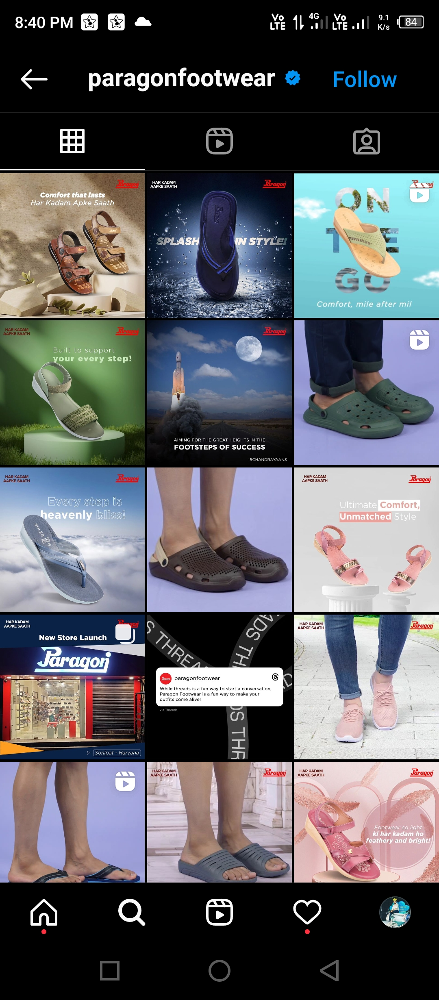 8:40 PM
Vo LTE 4G Vo LTE 9.1 K/s 84
paragonfootwear
Follow
Paragon
Comfort that lasts
Har Kadam Apke Saath
HAR KADAM
AAPKE SAATH
Paragon
SPLASH IN STYLE!
Paragon
ON
THE
GO
Comfort, mile after mil
HAR KADAM
AAPKE SAATH
Paragon
Built to support
your every step!
Paragon
AIMING FOR THE GREAT HEIGHTS IN THE
FOOTSTEPS OF SUCCESS
#CHANDRAYAAN3
HAR KADAM
AAPKE SAATH
Paragon
Every step is
heavenly bliss!
SOLEA
HAR KADAM
AAPKE SAATH
Paragon
Ultimate Comfort,
Unmatched Style
HAR KADAM
AAPKE SAATH
Paragon
New Store Launch
Paragon
Sonipat - Haryana
S THREADS THREADS THR
paragonfootwear
While threads is a fun way to start a conversation,
Paragon Footwear is a fun way to make your
outfits come alive!
via Threads
HAR KADAM
AAPKE SAATH
Paragon
HAR KADAM
AAPKE SAATH
Paragon
HAR KADAM
AAPKE SAATH
Paragon
Footwear so light
ki har kadam ho
feathery and bright!